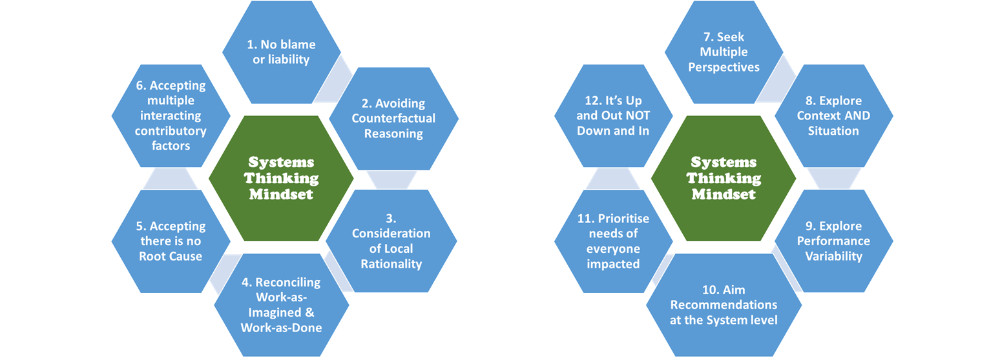 1. No blame
or liability
2. Avoiding
Counterfactual
Reasoning
3.
Consideration
of Local
Rationality
4. Reconciling
Work-as-
Imagined &
Work-as-Done
5. Accepting
there is no
Root Cause
6. Accepting
multiple
interacting
contributory
factors
Systems
Thinking
Mindset
7. Seek
Multiple
Perspectives
8. Explore
Context AND
Situation
9. Explore
Performance
Variability
10. Aim
Recommendations
at the System level
11. Prioritise
needs of
everyone
impacted
12. It’s Up
and Out NOT
Down and In
Systems
Thinking
Mindset